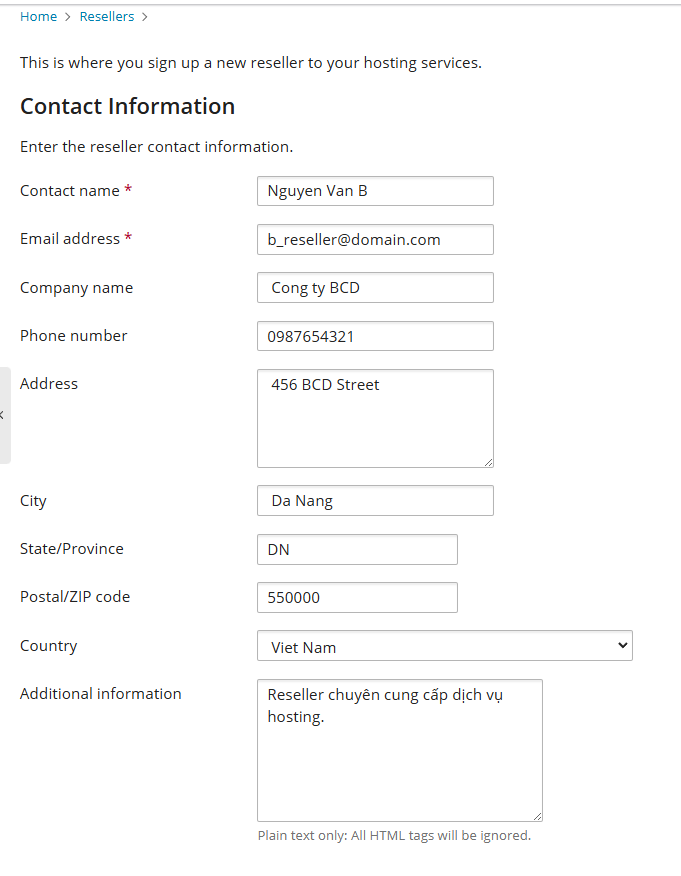 Home > Resellers >
This is where you sign up a new reseller to your hosting services.
Contact Information
Enter the reseller contact information.
Contact name * Nguyen Van B
Email address * b_reseller@domain.com
Company name Cong ty BCD
Phone number 0987654321
Address 456 BCD Street
City Da Nang
State/Province DN
Postal/ZIP code 550000
Country Viet Nam
Additional information Reseller chuyên cung cấp dịch vụ
hosting.
Plain text only: All HTML tags will be ignored.